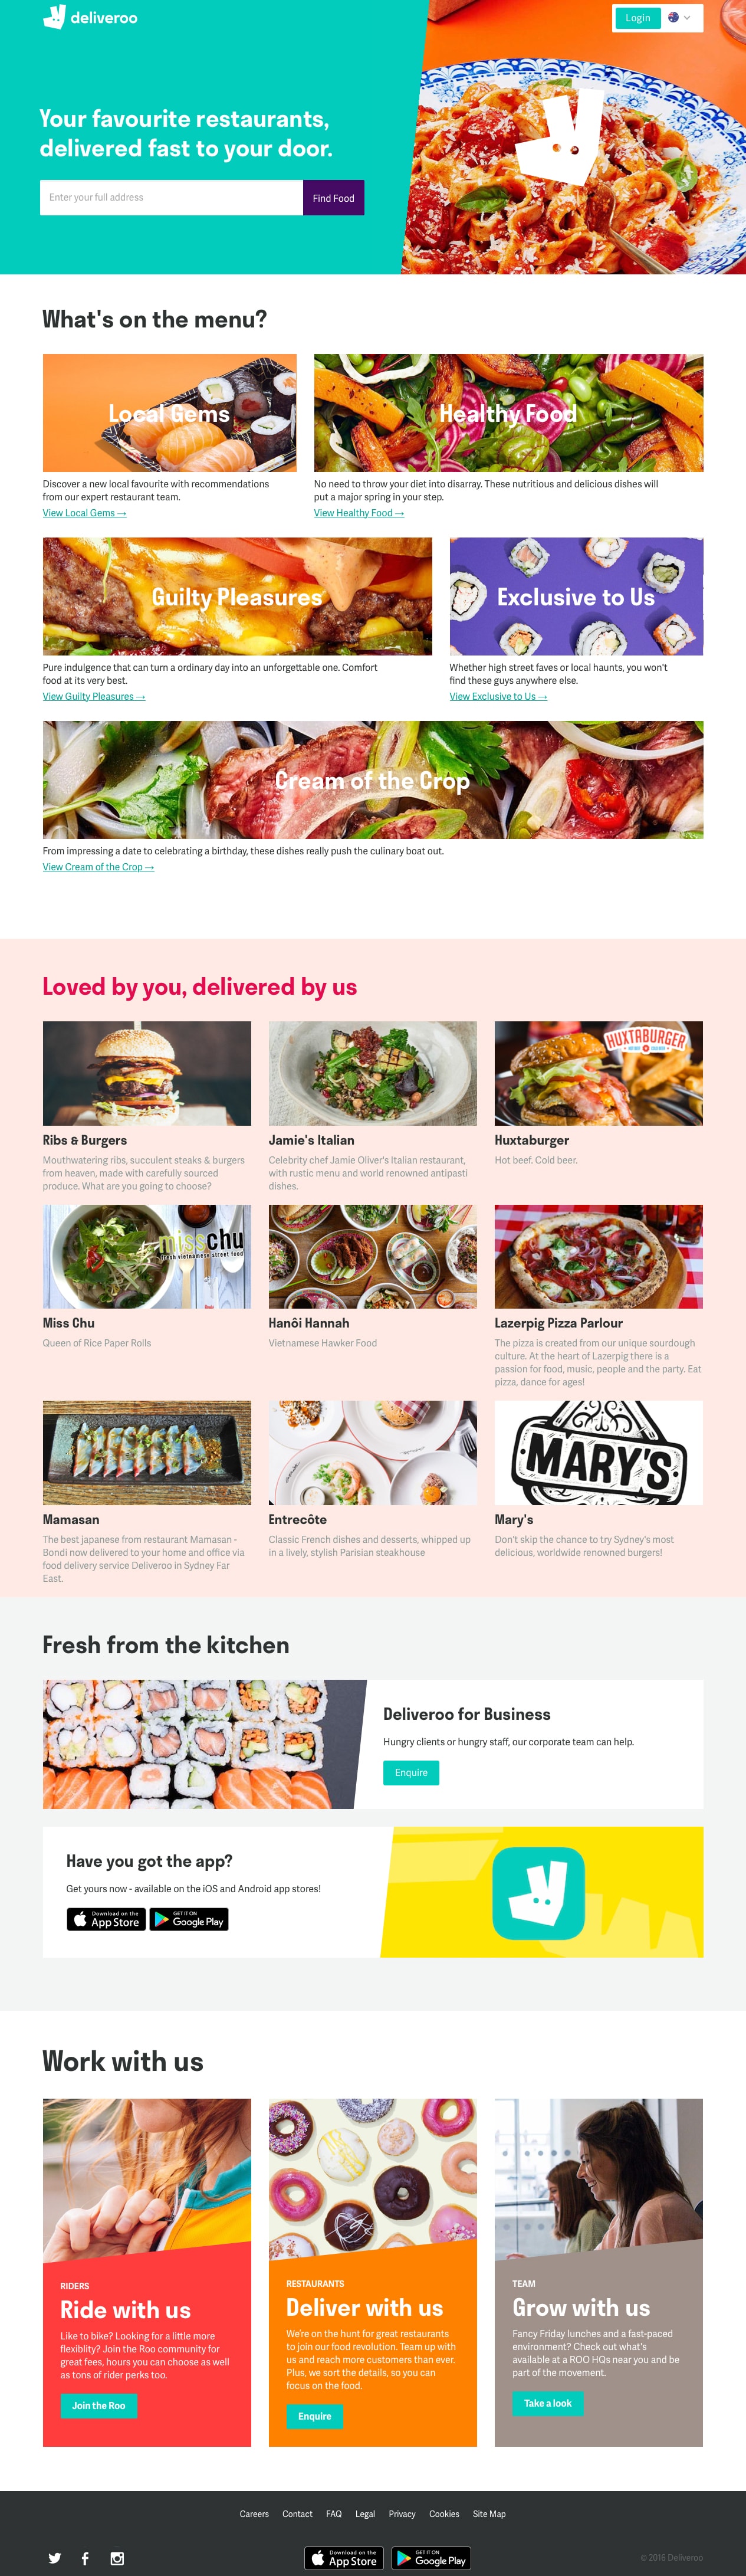 deliveroo
Login
Your favourite restaurants,
delivered fast to your door.
Enter your full address
Find Food
What's on the menu?
Local Gems
Discover a new local favourite with recommendations
from our expert restaurant team.
View Local Gems →
Healthy Food
No need to throw your diet into disarray. These nutritious and delicious dishes will
put a major spring in your step.
View Healthy Food →
Guilty Pleasures
Pure indulgence that can turn a ordinary day into an unforgettable one. Comfort
food at its very best.
View Guilty Pleasures →
Exclusive to Us
Whether high street faves or local haunts, you won't
find these guys anywhere else.
View Exclusive to Us →
Cream of the Crop
From impressing a date to celebrating a birthday, these dishes really push the culinary boat out.
View Cream of the Crop →
Loved by you, delivered by us
Ribs & Burgers
Mouthwatering ribs, succulent steaks & burgers
from heaven, made with carefully sourced
produce. What are you going to choose?
Jamie's Italian
Celebrity chef Jamie Oliver's Italian restaurant,
with rustic menu and world renowned antipasti
dishes.
HUXTABURGER
Huxtaburger
Hot beef. Cold beer.
misschu
fresh vietnamese street food
Miss Chu
Queen of Rice Paper Rolls
Hanôi Hannah
Vietnamese Hawker Food
Lazerpig Pizza Parlour
The pizza is created from our unique sourdough
culture. At the heart of Lazerpig there is a
passion for food, music, people and the party. Eat
pizza, dance for ages!
Mamasan
The best japanese from restaurant Mamasan -
Bondi now delivered to your home and office via
food delivery service Deliveroo in Sydney Far
East.
Entrecôte
Classic French dishes and desserts, whipped up
in a lively, stylish Parisian steakhouse
MARY'S
Mary's
Don't skip the chance to try Sydney's most
delicious, worldwide renowned burgers!
Fresh from the kitchen
Deliveroo for Business
Hungry clients or hungry staff, our corporate team can help.
Enquire
Have you got the app?
Get yours now - available on the iOS and Android app stores!
Download on the
App Store
GET IT ON
Google Play
Work with us
RIDERS
Ride with us
Like to bike? Looking for a little more
flexiblity? Join the Roo community for
great fees, hours you can choose as well
as tons of rider perks too.
Join the Roo
RESTAURANTS
Deliver with us
We're on the hunt for great restaurants
to join our food revolution. Team up with
us and reach more customers than ever.
Plus, we sort the details, so you can
focus on the food.
Enquire
TEAM
Grow with us
Fancy Friday lunches and a fast-paced
environment? Check out what's
available at a ROO HQs near you and be
part of the movement.
Take a look
Careers Contact FAQ Legal Privacy Cookies Site Map
Download on the
App Store
GET IT ON
Google Play
© 2016 Deliveroo